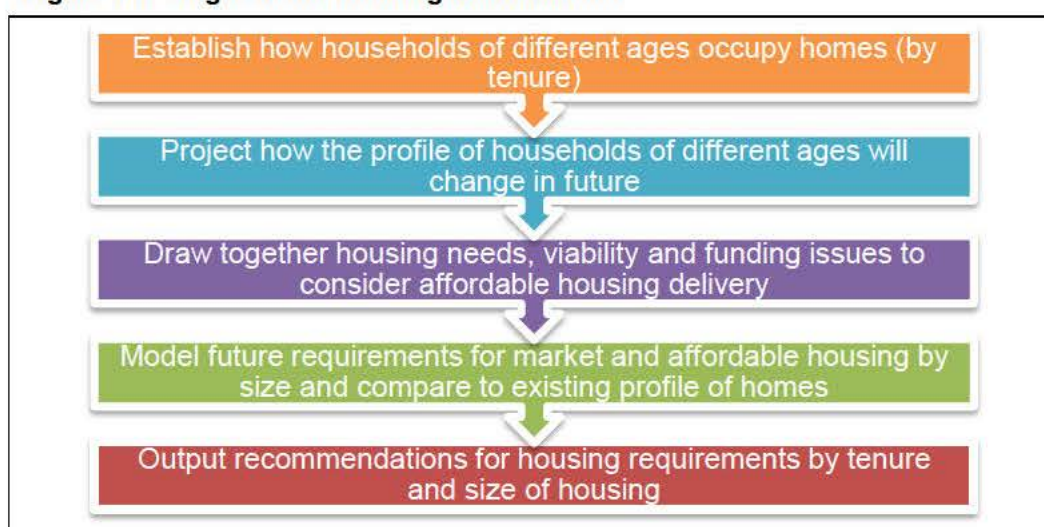 Establish how households of different ages occupy homes (by
tenure)
Project how the profile of households of different ages will
change in future
Draw together housing needs, viability and funding issues to
consider affordable housing delivery
Model future requirements for market and affordable housing by
size and compare to existing profile of homes
Output recommendations for housing requirements by tenure
and size of housing